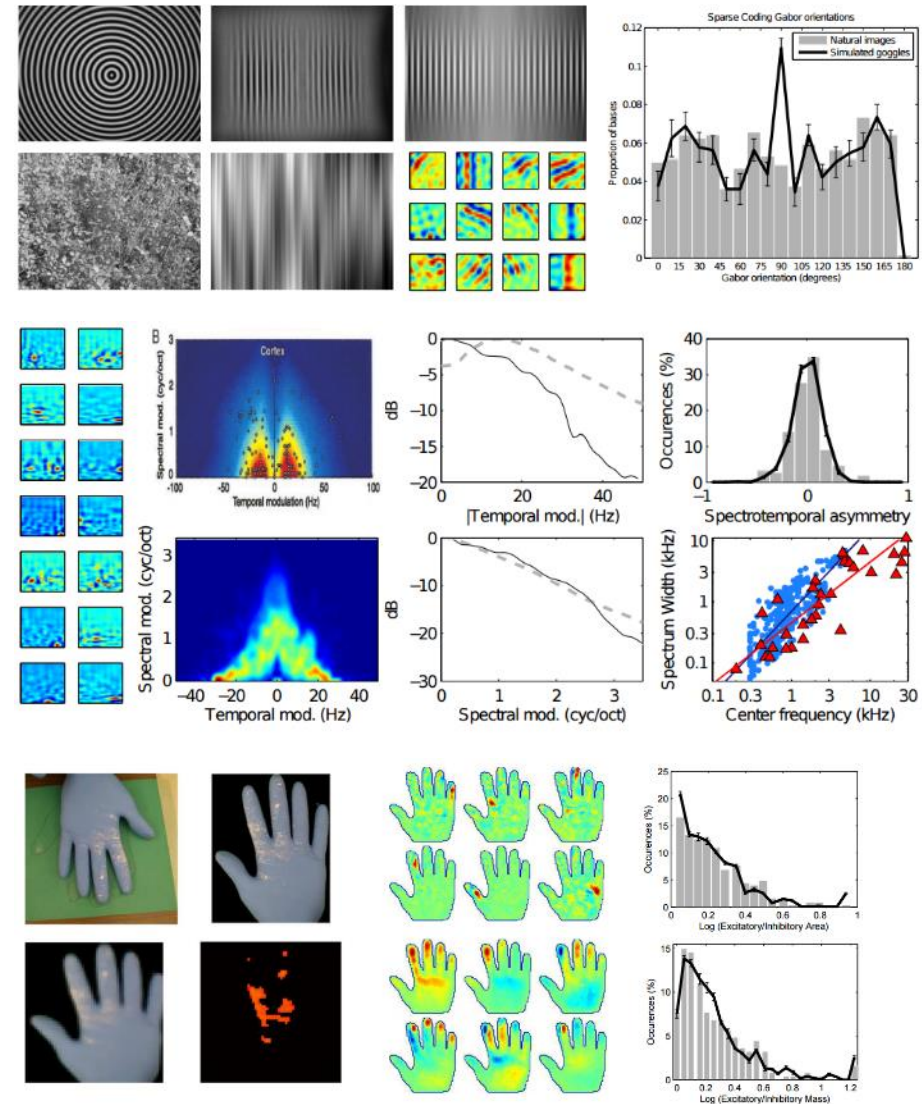 Sparse Coding Gabor orientations
Natural images
Simulated goggles
Proportion of bases
0.12
0.1
0.08
0.06
0.04
0.02
0
0 15 30 45 60 75 90 105 120 135 150 165 180
Gabor orientation (degrees)
B
Cortex
Spectral mod. (cyc/oct)
3
2
1
0
-100 -50 0 50 100
Temporal modulation (Hz)
dB
0
−5
−10
−15
−20
0 20 40
|Temporal mod.| (Hz)
Occurences (%)
40
30
20
10
0
−1 0 1
Spectrotemporal asymmetry
Spectral mod. (cyc/oct)
3
2
1
0
−40 −20 0 20 40
Temporal mod. (Hz)
dB
0
−10
−20
−30
0 1 2 3
Spectral mod. (cyc/oct)
Spectrum Width (kHz)
10
3
1
0.3
0.1
0.1 0.3 1 3 10 30
Center frequency (kHz)
Occurences (%)
25
20
15
10
5
0
0 0.2 0.4 0.6 0.8 1
Log (Excitatory/Inhibitory Area)
Occurences (%)
15
10
5
0
0 0.2 0.4 0.6 0.8 1 1.2
Log (Excitatory/Inhibitory Mass)